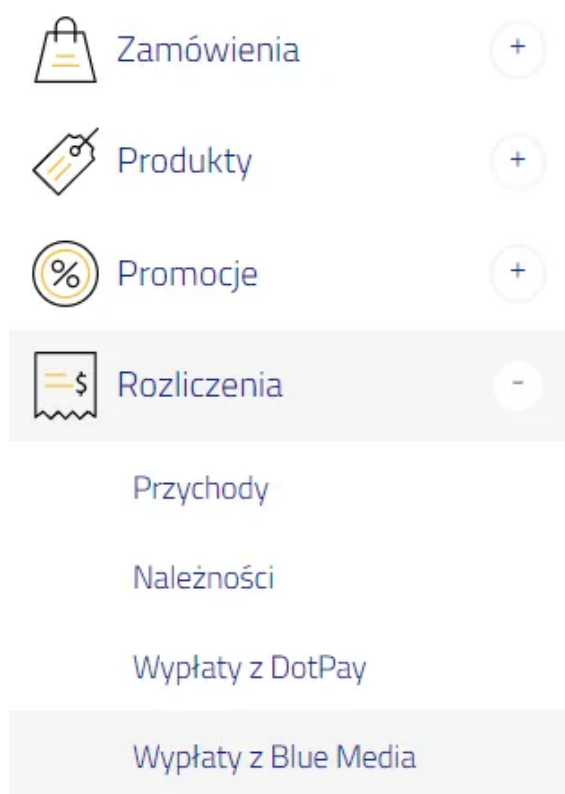 Zamówienia +
Produkty +
Promocje +
Rozliczenia -
Przychody
Należności
Wypłaty z DotPay
Wypłaty z Blue Media